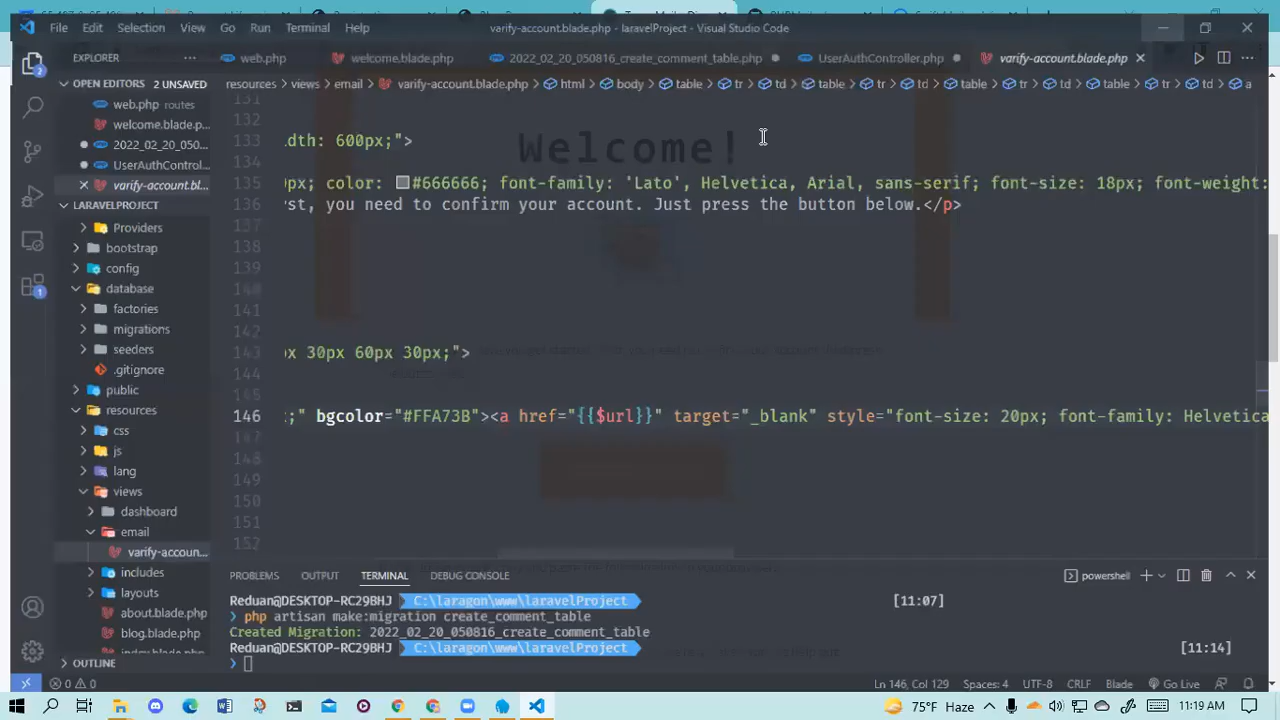 File Edit Selection View Go Run Terminal Help varify-account.blade.php - laravelProject - Visual Studio Code
EXPLORER ··· web.php welcome.blade.php 2022_02_20_050816_create_comment_table.php UserAuthController.php varify-account.blade.php
OPEN EDITORS 2 UNSAVED resources > views > email > varify-account.blade.php > html > body > table > tr > td > table > tr > td > table > tr > td > table > tr > td > a
web.php routes
welcome.blade.p...
2022_02_20_050...
UserAuthControll...
varify-account.bl...
LARAVELPROJECT
Providers
bootstrap
config
database
factories
migrations
seeders
.gitignore
public
resources
css
js
lang
views
dashboard
email
varify-accoun...
includes
layouts
about.blade.php
blog.blade.php
OUTLINE
131
132
133 dth: 600px;">
134
135 px; color: #666666; font-family: 'Lato', Helvetica, Arial, sans-serif; font-size: 18px; font-weight:
136 rst, you need to confirm your account. Just press the button below.</p>
137
138
139
140
141
142
143 px 30px 60px 30px;">
144
145
146 ;" bgcolor="#FFA73B"><a href="{{$url}}" target="_blank" style="font-size: 20px; font-family: Helvetica
147
148
149
150
151
152
Welcome!
PROBLEMS OUTPUT TERMINAL DEBUG CONSOLE powershell
Reduan@DESKTOP-RC29BHJ C:\laragon\www\laravelProject [11:07]
❯ php artisan make:migration create_comment_table
Created Migration: 2022_02_20_050816_create_comment_table
Reduan@DESKTOP-RC29BHJ C:\laragon\www\laravelProject [11:14]
❯
0 0 Ln 146, Col 129 Spaces: 4 UTF-8 CRLF Blade Go Live
75°F Haze 11:19 AM